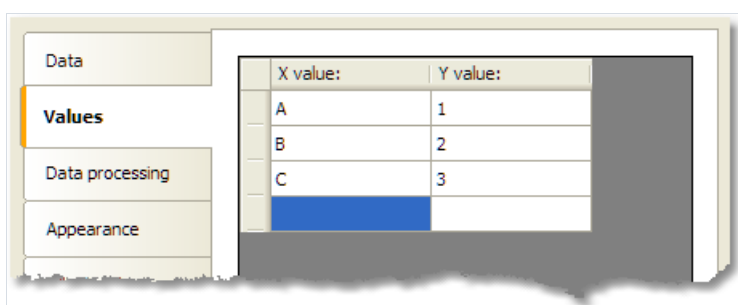 Data
Values
Data processing
Appearance
X value: Y value:
A 1
B 2
C 3